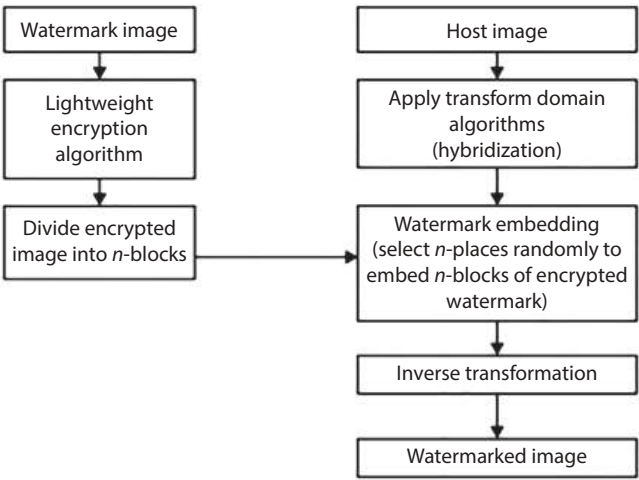 Watermark image
Lightweight
encryption
algorithm
Divide encrypted
image into n-blocks
Host image
Apply transform domain
algorithms
(hybridization)
Watermark embedding
(select n-places randomly to
embed n-blocks of encrypted
watermark)
Inverse transformation
Watermarked image